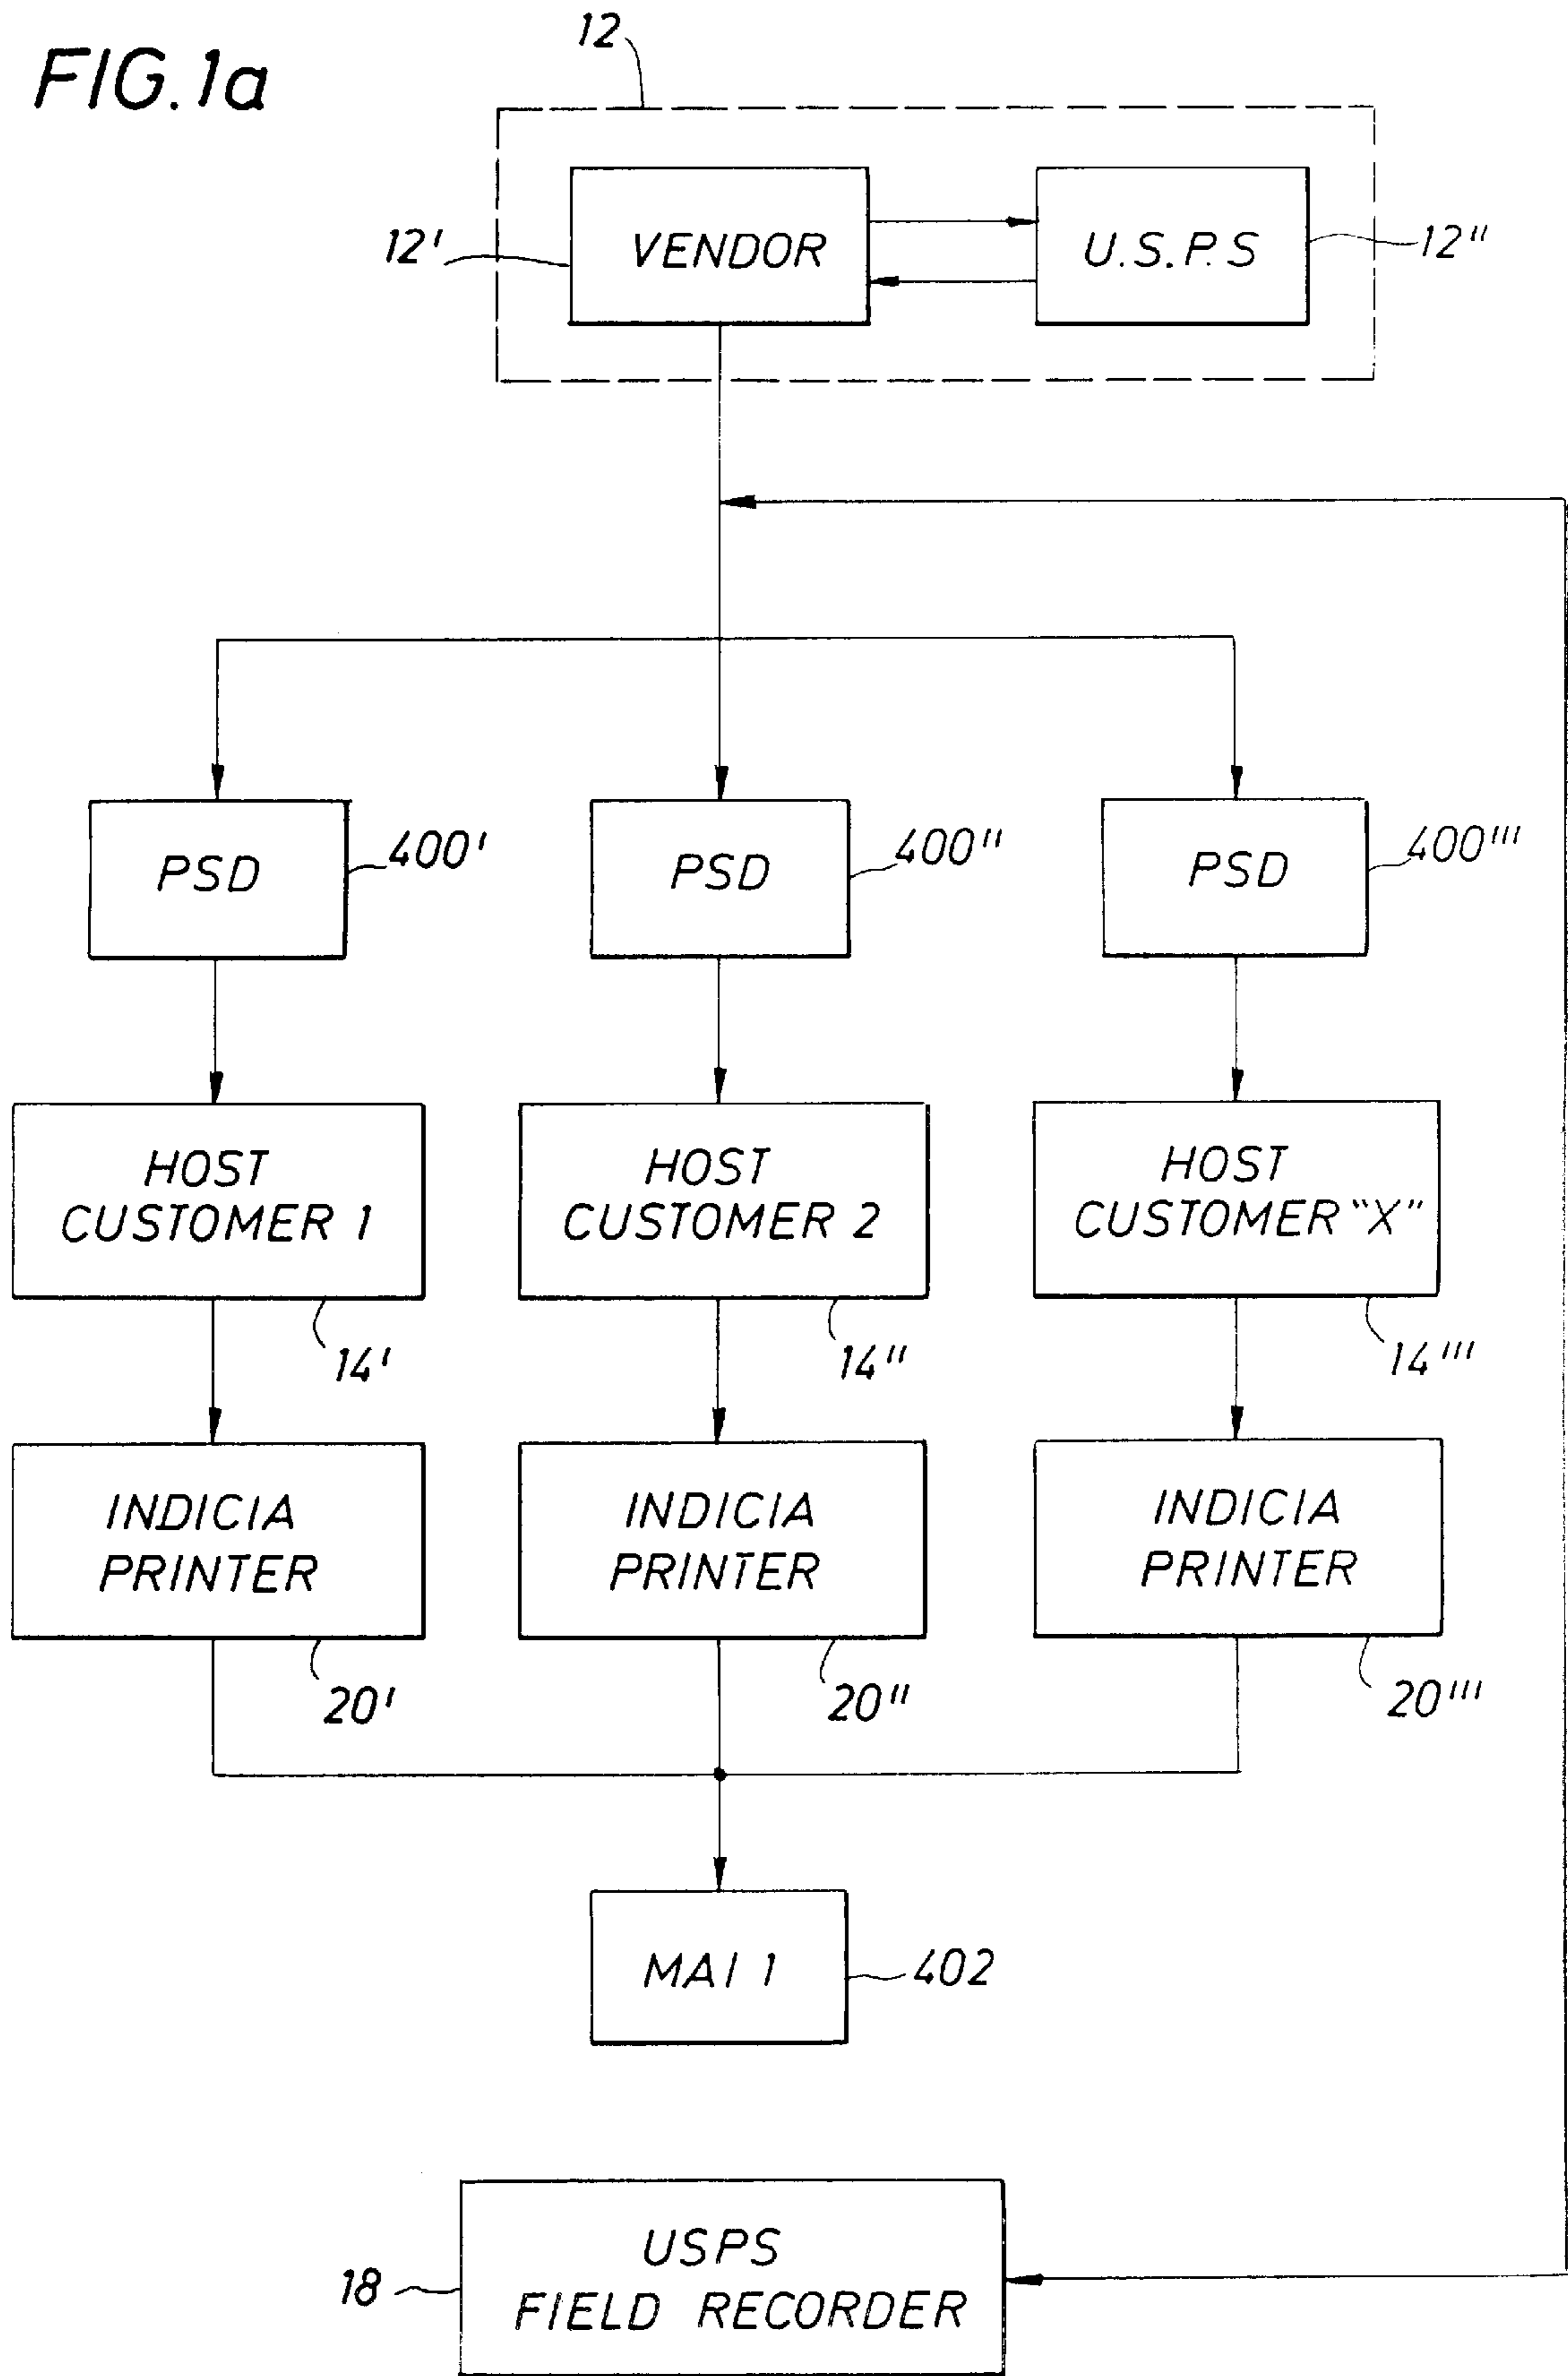 FIG.1a
12
12'
VENDOR
U.S.P.S
12"
PSD
400'
PSD
400"
PSD
400'''
HOST
CUSTOMER 1
HOST
CUSTOMER 2
HOST
CUSTOMER "X"
14'
14"
14'''
INDICIA
PRINTER
INDICIA
PRINTER
INDICIA
PRINTER
20'
20"
20'''
MAI 1
402
18
USPS
FIELD RECORDER